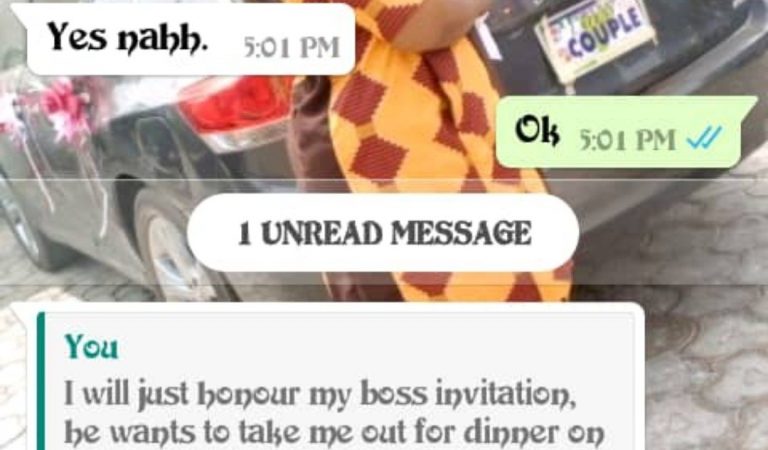 Yes nahh. 5:01 PM
COUPLE
Ok 5:01 PM
1 UNREAD MESSAGE
You
I will just honour my boss invitation,
he wants to take me out for dinner on